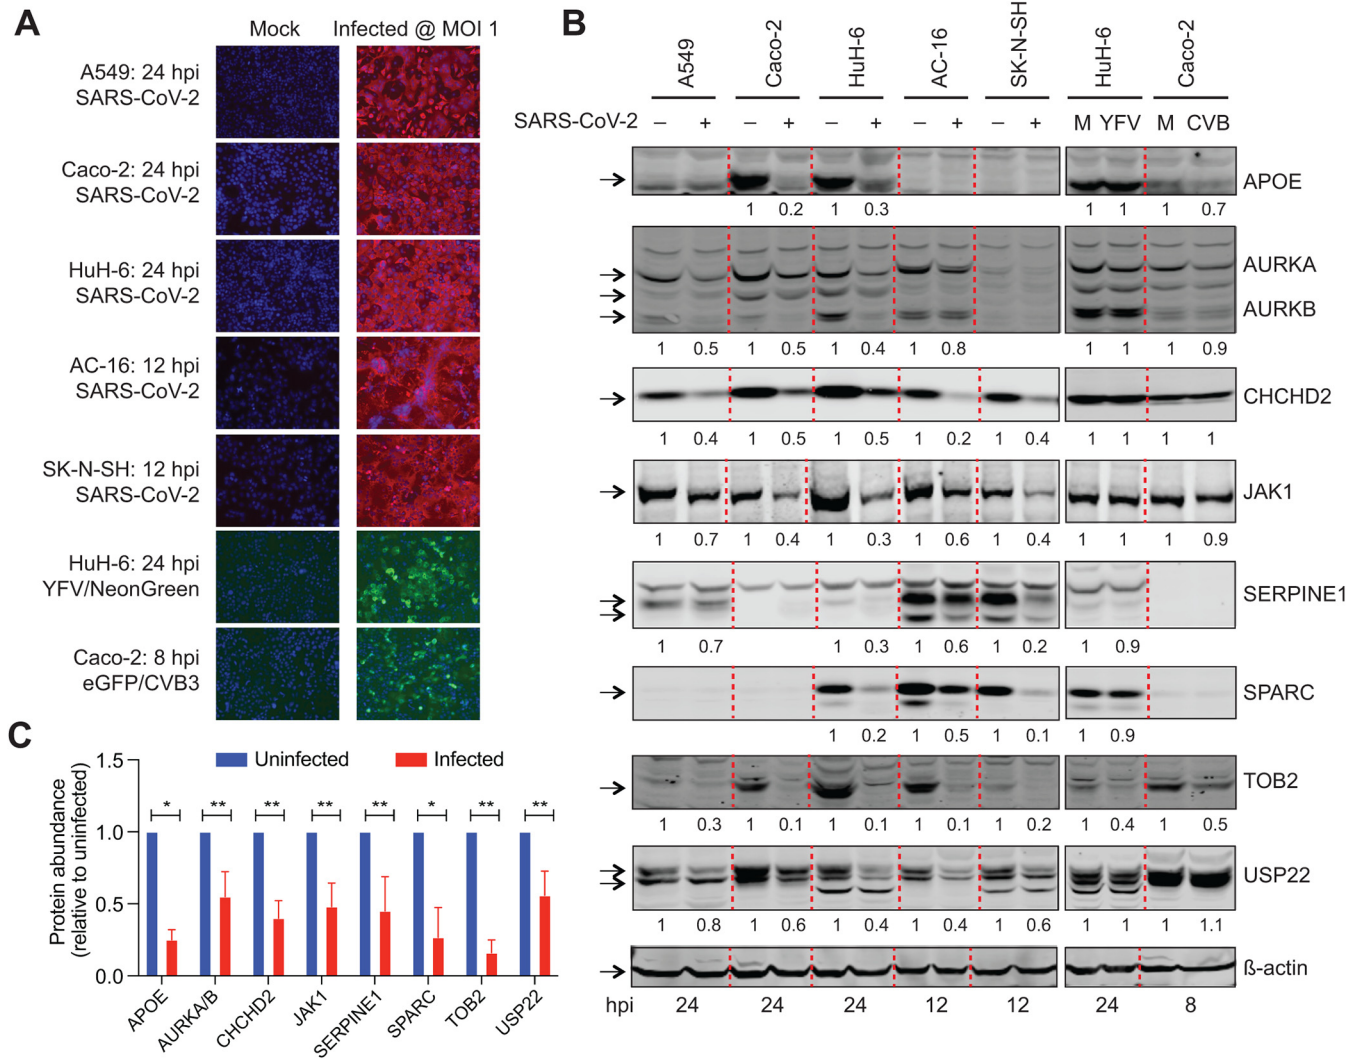 A
Mock
Infected @ MOI 1
A549: 24 hpi
SARS-CoV-2
Caco-2: 24 hpi
SARS-CoV-2
HuH-6: 24 hpi
SARS-CoV-2
AC-16: 12 hpi
SARS-CoV-2
SK-N-SH: 12 hpi
SARS-CoV-2
HuH-6: 24 hpi
YFV/NeonGreen
Caco-2: 8 hpi
eGFP/CVB3
B
A549 Caco-2 HuH-6 AC-16 SK-N-SH HuH-6 Caco-2
SARS-CoV-2 – + – + – + – + – + M YFV M CVB
APOE
1 0.2 1 0.3 1 1 1 0.7
AURKA
AURKB
1 0.5 1 0.5 1 0.4 1 0.8 1 1 1 0.9
CHCHD2
1 0.4 1 0.5 1 0.5 1 0.2 1 0.4 1 1 1 1
JAK1
1 0.7 1 0.4 1 0.3 1 0.6 1 0.4 1 1 1 0.9
SERPINE1
1 0.7 1 0.3 1 0.6 1 0.2 1 0.9
SPARC
1 0.2 1 0.5 1 0.1 1 0.9
TOB2
1 0.3 1 0.1 1 0.1 1 0.1 1 0.2 1 0.4 1 0.5
USP22
1 0.8 1 0.6 1 0.4 1 0.4 1 0.6 1 1 1 1.1
ß-actin
hpi 24 24 24 12 12 24 8
C
Uninfected
Infected
Protein abundance
(relative to uninfected)
1.5
1.0
0.5
0.0
* ** ** ** ** * ** **
APOE
AURKA/B
CHCHD2
JAK1
SERPINE1
SPARC
TOB2
USP22